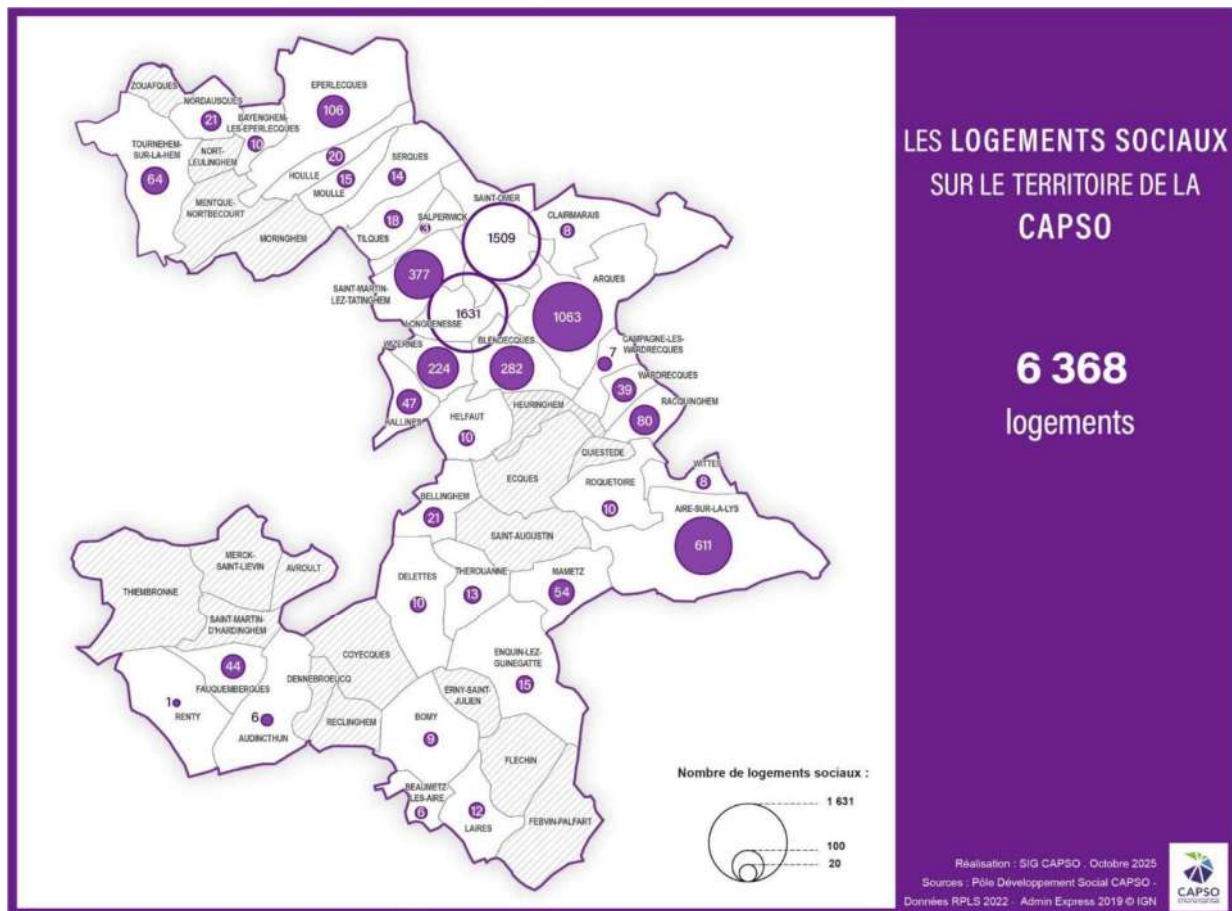 ZOUAFQUES
NORDAUSQUES
21
BAYENGHEM-
LES-EPERLECQUES
10
EPERLECQUES
106
TOURNEHEM-
SUR-LA-HEM
64
NORT-
LEULINGHEM
MENTQUE-
NORTBECOURT
MORINGHEM
HOULLE
20
MOULLE
15
SERQUES
14
TILQUES
18
SALPERWICK
3
SAINT-OMER
1509
CLAIRMARAIS
8
SAINT-MARTIN-
LEZ-TATINGHEM
377
LONGUENESSE
1631
ARQUES
1063
WIZERNES
224
BLENDECQUES
282
CAMPAGNE-LES-
WARDRECQUES
7
WARDRECQUES
39
RACQUINGHEM
80
HALLINES
47
HELFAUT
10
HEURINGHEM
QUIESTEDE
ECQUES
ROQUETOIRE
10
WITTES
8
AIRE-SUR-LA-LYS
611
BELLINGHEM
21
SAINT-AUGUSTIN
DELETTES
10
THEROUANNE
13
MAMETZ
54
THIEMBRONNE
MERCK-
SAINT-LIEVIN
AVROULT
SAINT-MARTIN-
D'HARDINGHEM
FAUQUEMBERGUES
44
RENTY
1
AUDINCTHUN
6
DENNEBROEUCQ
COYECQUES
RECLINGHEM
ENQUIN-LEZ-
GUINEGATTE
15
ERNY-SAINT-
JULIEN
BOMY
9
FLECHIN
BEAUMETZ-
LES-AIRE
6
LAIRES
12
FEBVIN-PALFART
Nombre de logements sociaux :
1 631
100
20
LES LOGEMENTS SOCIAUX
SUR LE TERRITOIRE DE LA
CAPSO
6 368
logements
Réalisation : SIG CAPSO . Octobre 2025
Sources : Pôle Développement Social CAPSO -
Données RPLS 2022 - Admin Express 2019 © IGN
CAPSO